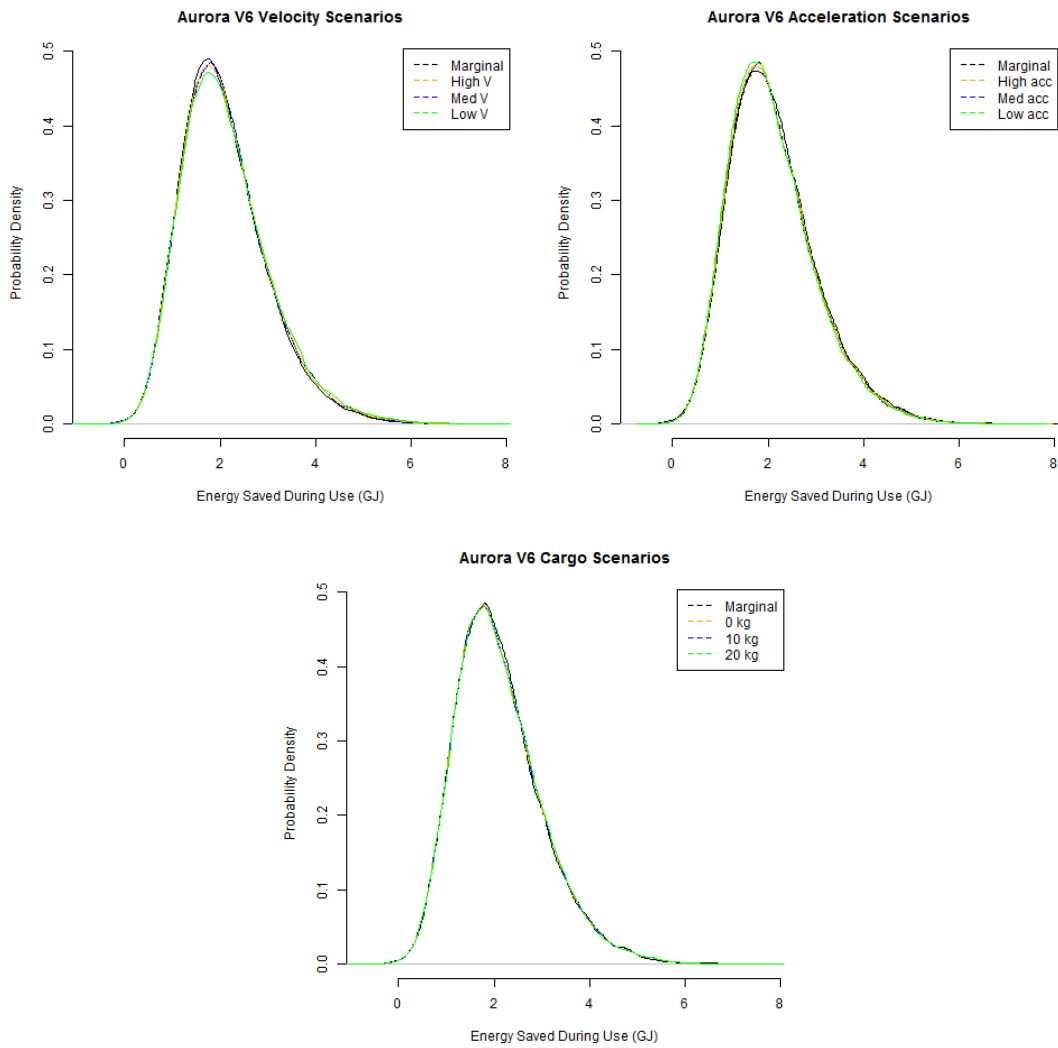 Aurora V6 Velocity Scenarios
Probability Density
0.5
0.4
0.3
0.2
0.1
0.0
Marginal
High V
Med V
Low V
0 2 4 6 8
Energy Saved During Use (GJ)
Aurora V6 Acceleration Scenarios
Probability Density
0.5
0.4
0.3
0.2
0.1
0.0
Marginal
High acc
Med acc
Low acc
0 2 4 6 8
Energy Saved During Use (GJ)
Aurora V6 Cargo Scenarios
Probability Density
0.5
0.4
0.3
0.2
0.1
0.0
Marginal
0 kg
10 kg
20 kg
0 2 4 6 8
Energy Saved During Use (GJ)